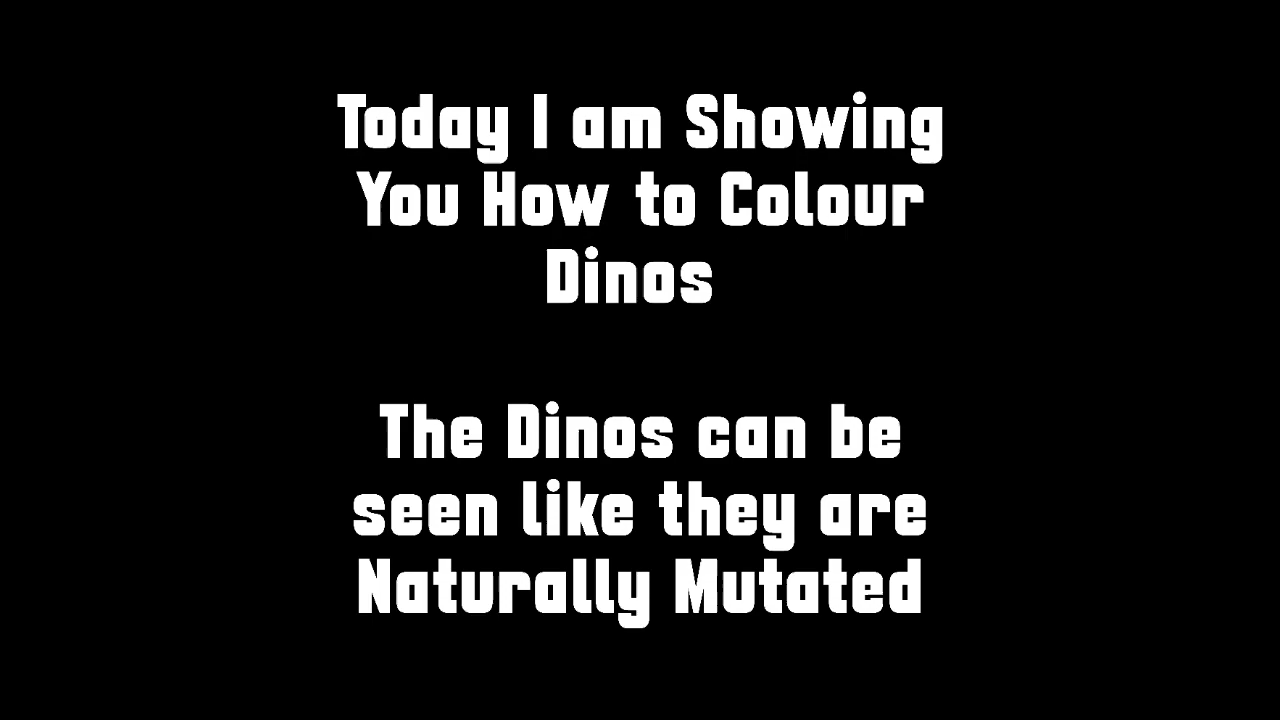 Today I am Showing
You How to Colour
Dinos
The Dinos can be
seen like they are
Naturally Mutated